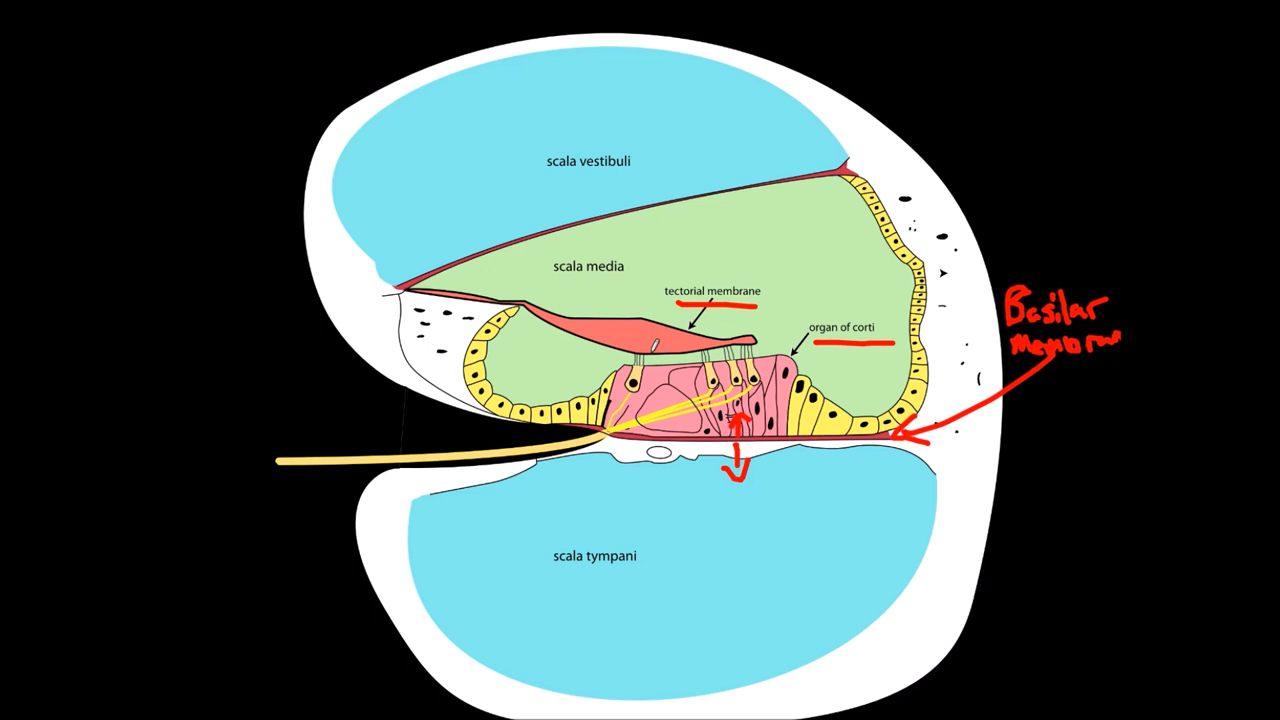 scala vestibuli
scala media
tectorial membrane
organ of corti
Basilar
scala tympani